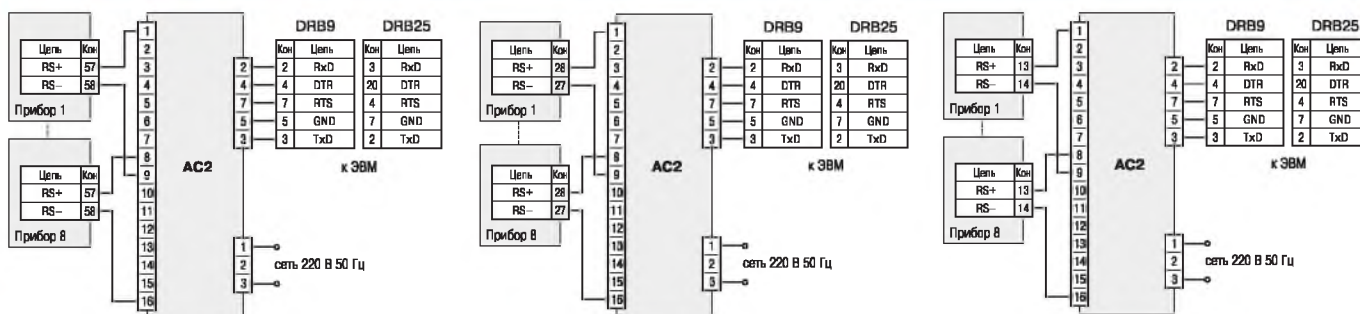 DRB9 DRB25
Цепь Кон
RS+ 57
RS− 58
Прибор 1
Цепь Кон
RS+ 57
RS− 58
Прибор 8
1
2
3
4
5
6
7
8
9
10
11
12
13
14
15
16
AC2
2
4
7
5
3
1
2
3
Кон Цепь Кон Цепь
2 RxD 3 RxD
4 DTR 20 DTR
7 RTS 4 RTS
5 GND 7 GND
3 TxD 2 TxD
к ЭВМ
сеть 220 В 50 Гц
DRB9 DRB25
Цепь Кон
RS+ 28
RS− 27
Прибор 1
Цепь Кон
RS+ 28
RS− 27
Прибор 8
1
2
3
4
5
6
7
8
9
10
11
12
13
14
15
16
AC2
2
4
7
5
3
1
2
3
Кон Цепь Кон Цепь
2 RxD 3 RxD
4 DTR 20 DTR
7 RTS 4 RTS
5 GND 7 GND
3 TxD 2 TxD
к ЭВМ
сеть 220 В 50 Гц
DRB9 DRB25
Цепь Кон
RS+ 13
RS− 14
Прибор 1
Цепь Кон
RS+ 13
RS− 14
Прибор 8
1
2
3
4
5
6
7
8
9
10
11
12
13
14
15
16
AC2
2
4
7
5
3
1
2
3
Кон Цепь Кон Цепь
2 RxD 3 RxD
4 DTR 20 DTR
7 RTS 4 RTS
5 GND 7 GND
3 TxD 2 TxD
к ЭВМ
сеть 220 В 50 Гц